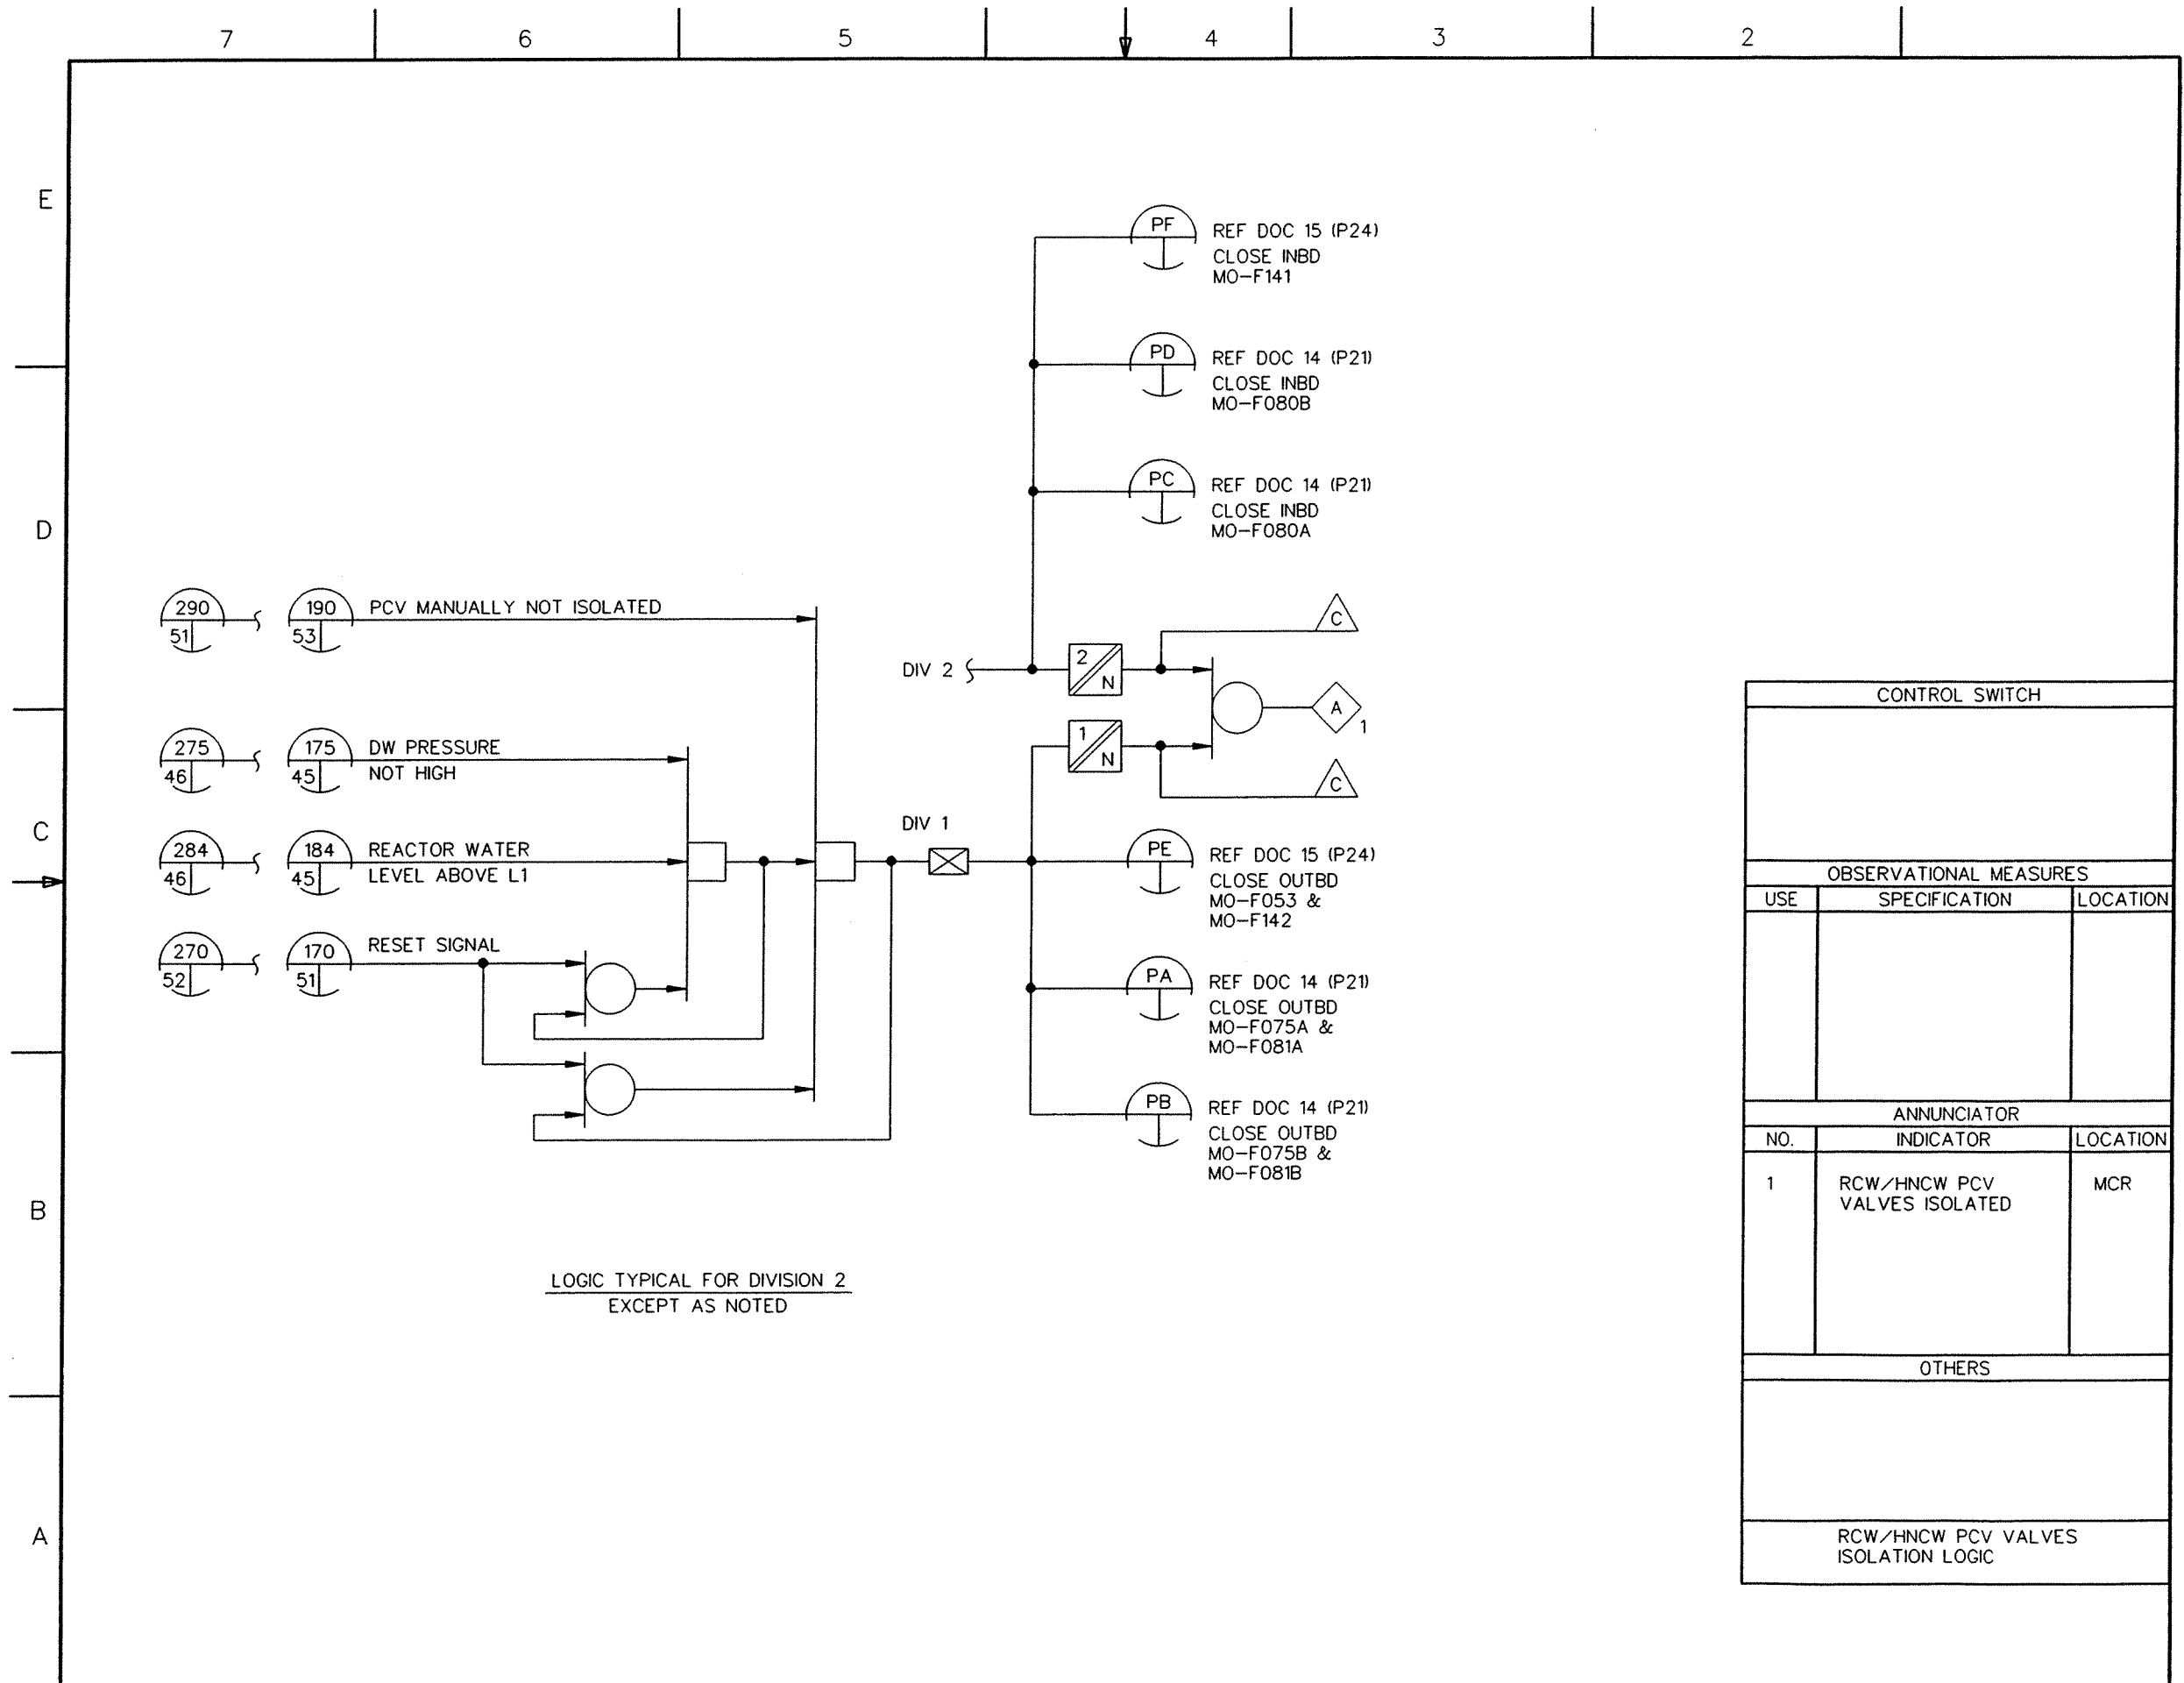 7 6 5 4 3 2
E
D
C
B
A
PF REF DOC 15 (P24)
CLOSE INBD
MO-F141
PD REF DOC 14 (P21)
CLOSE INBD
MO-F080B
PC REF DOC 14 (P21)
CLOSE INBD
MO-F080A
290 190 PCV MANUALLY NOT ISOLATED
51 53
C
DIV 2 2 N
A 1
275 175 DW PRESSURE
46 45 NOT HIGH
1 N
C
DIV 1
284 184 REACTOR WATER
46 45 LEVEL ABOVE L1
PE REF DOC 15 (P24)
CLOSE OUTBD
MO-F053 &
MO-F142
270 170 RESET SIGNAL
52 51
PA REF DOC 14 (P21)
CLOSE OUTBD
MO-F075A &
MO-F081A
PB REF DOC 14 (P21)
CLOSE OUTBD
MO-F075B &
MO-F081B
LOGIC TYPICAL FOR DIVISION 2
EXCEPT AS NOTED
CONTROL SWITCH
OBSERVATIONAL MEASURES
USE SPECIFICATION LOCATION
ANNUNCIATOR
NO. INDICATOR LOCATION
1 RCW/HNCW PCV MCR
VALVES ISOLATED
OTHERS
RCW/HNCW PCV VALVES
ISOLATION LOGIC